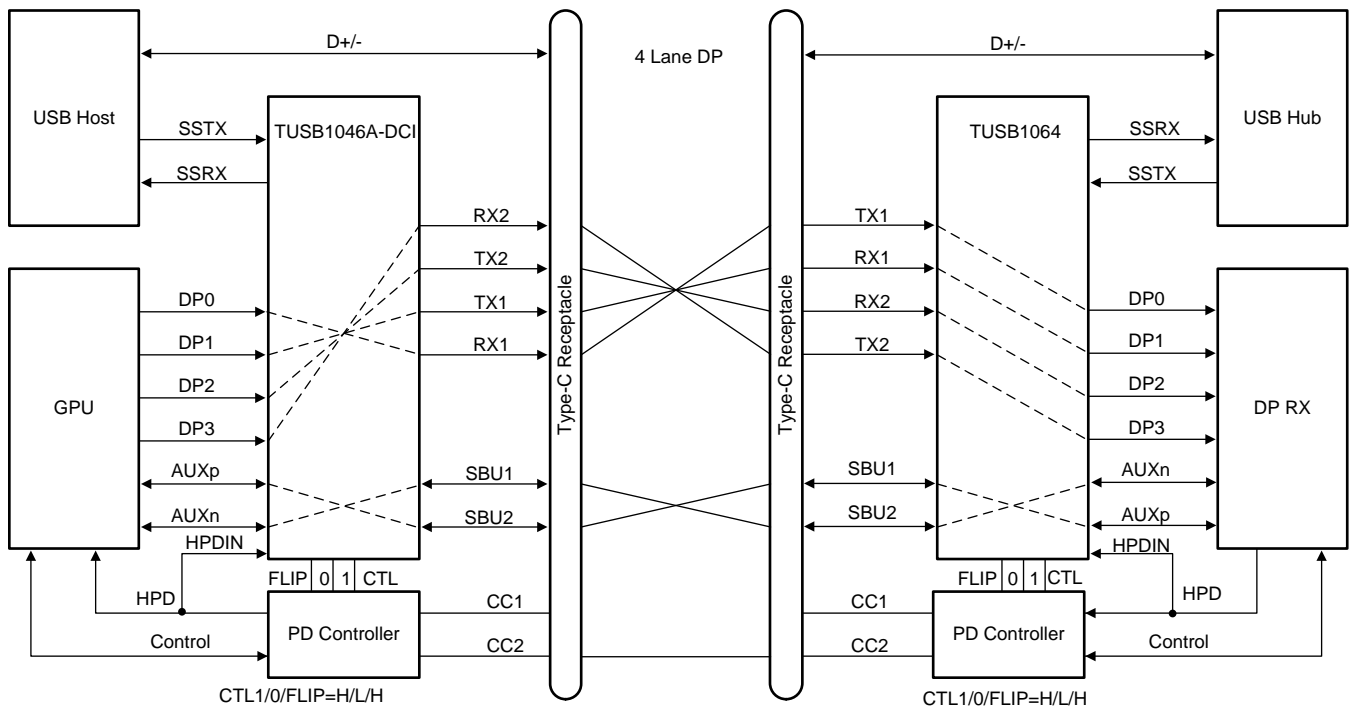 D+/-
4 Lane DP
D+/-
USB Host
SSTX
SSRX
TUSB1046A-DCI
TUSB1064
SSRX
SSTX
USB Hub
RX2
TX2
TX1
RX1
Type-C Receptacle
Type-C Receptacle
TX1
RX1
RX2
TX2
GPU
DP0
DP1
DP2
DP3
AUXp
AUXn
HPDIN
SBU1
SBU2
SBU1
SBU2
DP0
DP1
DP2
DP3
AUXn
AUXp
HPDIN
DP RX
FLIP 0 1 CTL
HPD
Control
PD Controller
CC1
CC2
CTL1/0/FLIP=H/L/H
CC1
CC2
FLIP 0 1 CTL
PD Controller
HPD
Control
CTL1/0/FLIP=H/L/H